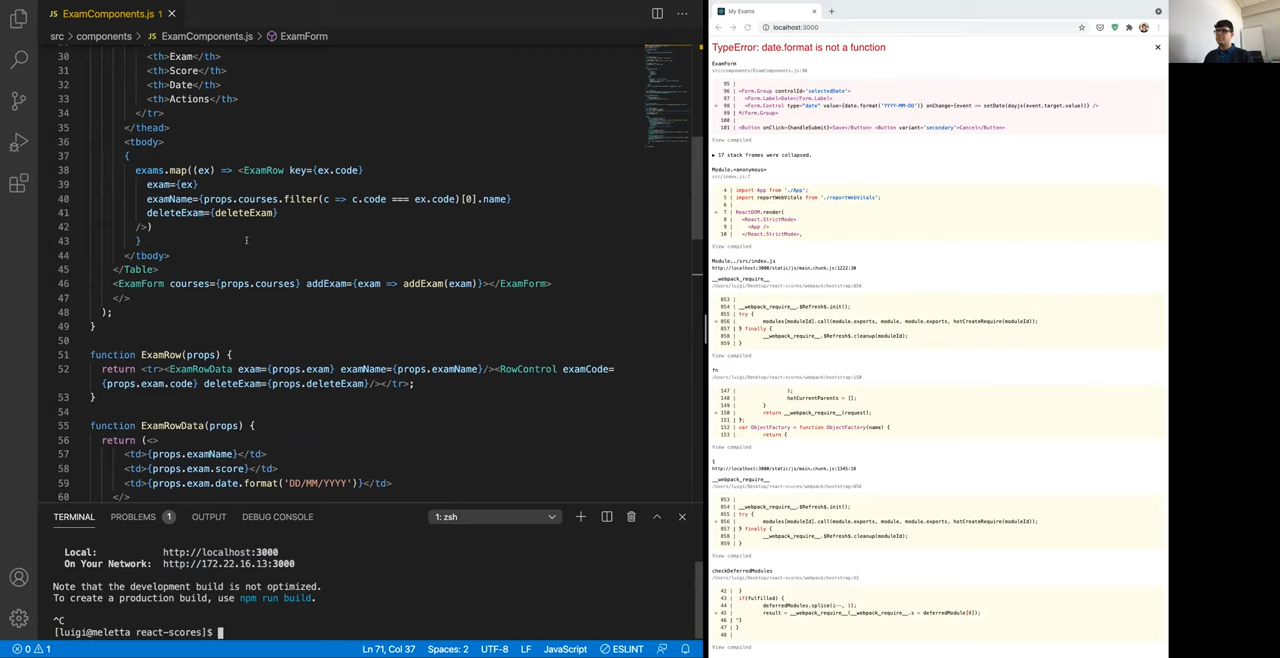 JS ExamComponents.js 1
src > components > JS ExamComponents.js > ExamForm
30 <th>Exam</th>
31 <th>Score</th>
32 <th>Date</th>
33 <th>Actions</th>
34 </tr>
35 </thead>
36 <tbody>
37 {
38 exams.map((ex) => <ExamRow key={ex.code}
39 exam={ex}
40 examName={props.courses.filter(c => c.code === ex.code)[0].name}
41 deleteExam={deleteExam}
42 />)
43 }
44 </tbody>
45 </Table>
46 <ExamForm courses={props.courses} addExam={exam => addExam(exam)}></ExamForm>
47 </>
48 );
49 }
50
51 function ExamRow(props) {
52 return <tr><ExamRowData exam={props.exam} examName={props.examName}/><RowControl examCode=
{props.exam.code} deleteExam={props.deleteExam}/></tr>;
53 }
54
55 function ExamRowData(props) {
56 return (<>
57 <td>{props.examName}</td>
58 <td>{props.exam.score}</td>
59 <td>{props.exam.date.format('DD/MM/YYYY')}</td>
60 </>
TERMINAL PROBLEMS 1 OUTPUT DEBUG CONSOLE 1: zsh
Local: http://localhost:3000
On Your Network: http://172.22.16.13:3000
Note that the development build is not optimized.
To create a production build, use npm run build.
^C
[luigi@meletta react-scores]$
0 1 Ln 71, Col 37 Spaces: 2 UTF-8 LF JavaScript ESLINT
My Exams
localhost:3000
TypeError: date.format is not a function
ExamForm
src/components/ExamComponents.js:98
95 |
96 | <Form.Group controlId='selectedDate'>
97 | <Form.Label>Date</Form.Label>
> 98 | <Form.Control type="date" value={date.format('YYYY-MM-DD')} onChange={event => setDate(dayjs(event.target.value))} />
99 | </Form.Group>
100 |
101 | <Button onClick={handleSubmit}>Save</Button> <Button variant='secondary'>Cancel</Button>
View compiled
▶ 17 stack frames were collapsed.
Module.<anonymous>
src/index.js:7
4 | import App from './App';
5 | import reportWebVitals from './reportWebVitals';
6 |
> 7 | ReactDOM.render(
8 | <React.StrictMode>
9 | <App />
10 | </React.StrictMode>,
View compiled
Module../src/index.js
http://localhost:3000/static/js/main.chunk.js:1222:30
__webpack_require__
/Users/luigi/Desktop/react-scores/webpack/bootstrap:856
853 |
854 | __webpack_require__.$Refresh$.init();
855 | try {
> 856 | modules[moduleId].call(module.exports, module, module.exports, hotCreateRequire(moduleId));
857 | } finally {
858 | __webpack_require__.$Refresh$.cleanup(moduleId);
859 | }
View compiled
fn
/Users/luigi/Desktop/react-scores/webpack/bootstrap:150
147 | );
148 | hotCurrentParents = [];
149 | }
> 150 | return __webpack_require__(request);
151 | };
152 | var ObjectFactory = function ObjectFactory(name) {
153 | return {
View compiled
1
http://localhost:3000/static/js/main.chunk.js:1345:18
__webpack_require__
/Users/luigi/Desktop/react-scores/webpack/bootstrap:856
853 |
854 | __webpack_require__.$Refresh$.init();
855 | try {
> 856 | modules[moduleId].call(module.exports, module, module.exports, hotCreateRequire(moduleId));
857 | } finally {
858 | __webpack_require__.$Refresh$.cleanup(moduleId);
859 | }
View compiled
checkDeferredModules
/Users/luigi/Desktop/react-scores/webpack/bootstrap:45
42 | }
43 | if(fulfilled) {
44 | deferredModules.splice(i--, 1);
> 45 | result = __webpack_require__(__webpack_require__.s = deferredModule[0]);
46 | }
47 | }
48 |
View compiled